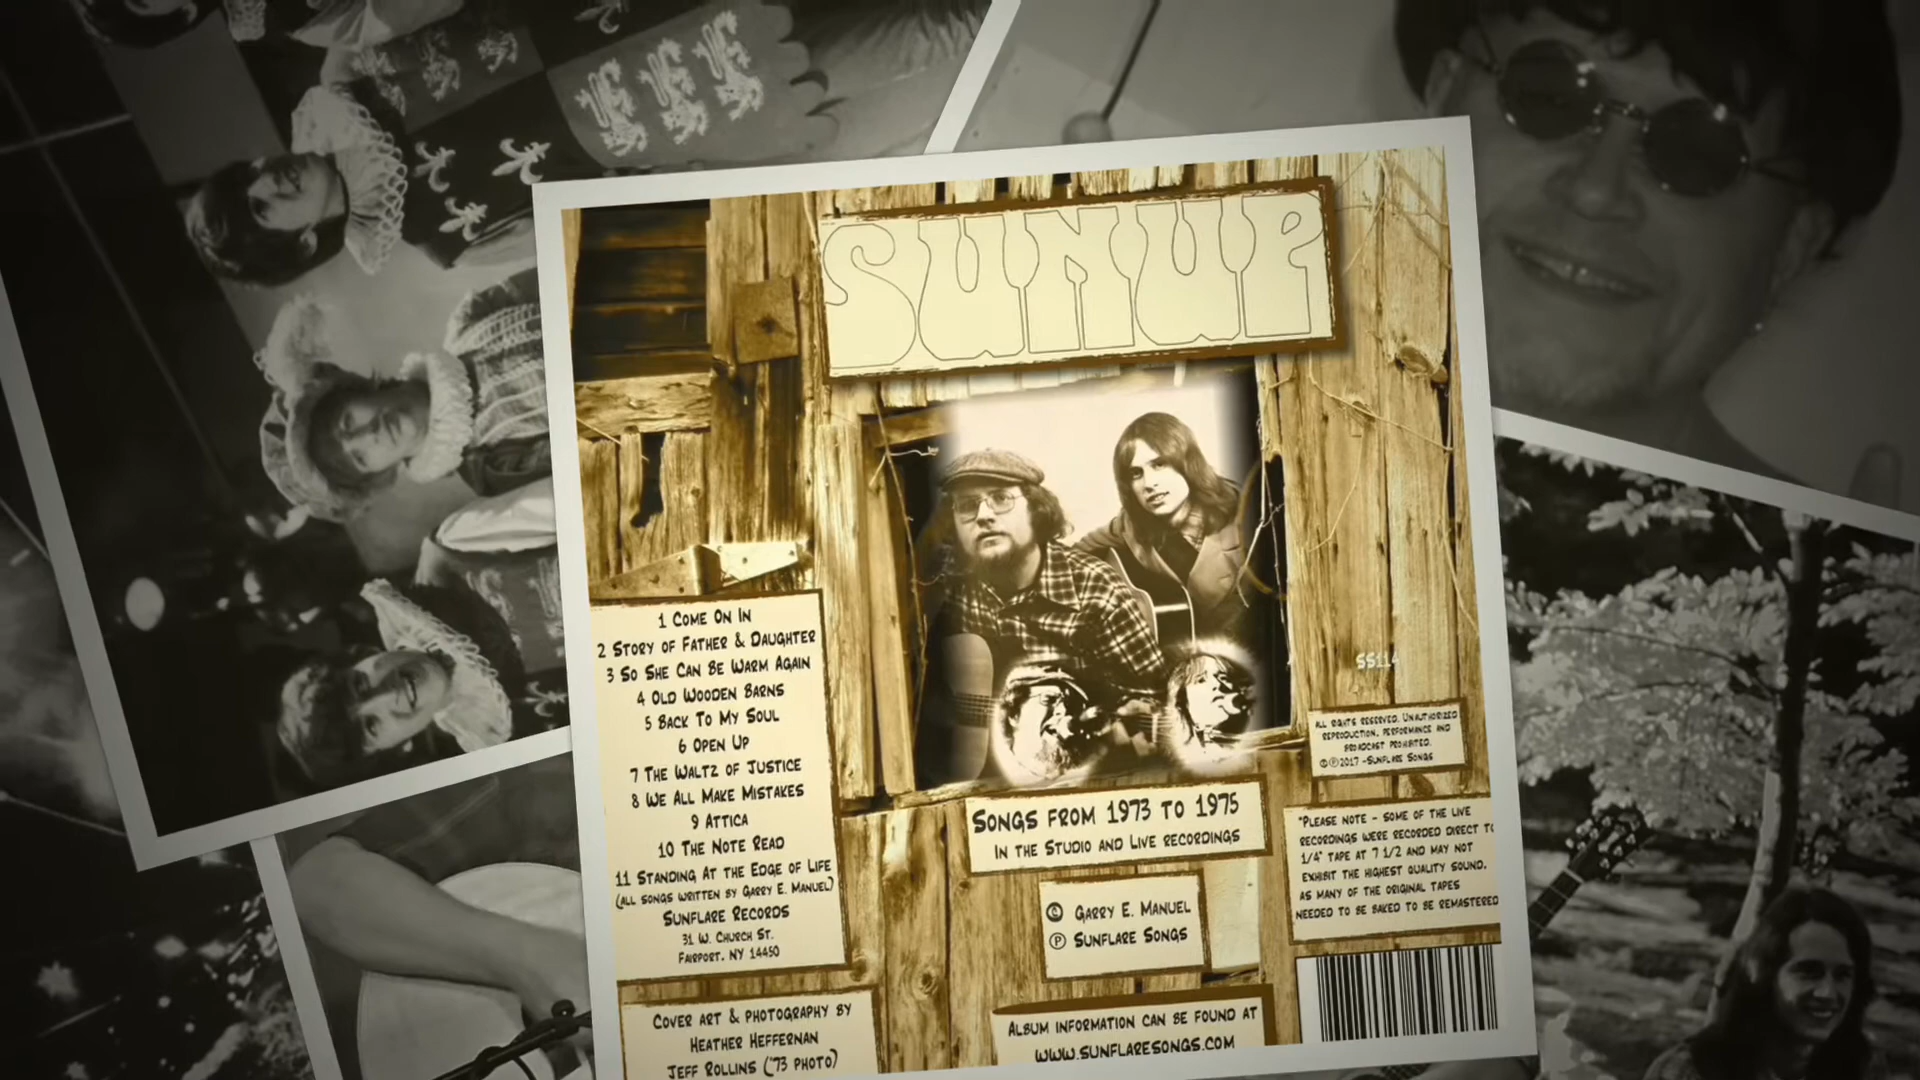 SUNUP
1 COME ON IN
2 STORY OF FATHER & DAUGHTER
3 SO SHE CAN BE WARM AGAIN
4 OLD WOODEN BARNS
5 BACK TO MY SOUL
6 OPEN UP
7 THE WALTZ OF JUSTICE
8 WE ALL MAKE MISTAKES
9 ATTICA
10 THE NOTE READ
11 STANDING AT THE EDGE OF LIFE
(ALL SONGS WRITTEN BY GARRY E. MANUEL)
SUNFLARE RECORDS
31 W. CHURCH ST.
FAIRPORT, NY 14450
COVER ART & PHOTOGRAPHY BY
HEATHER HEFFERNAN
JEFF ROLLINS ('73 PHOTO)
SONGS FROM 1973 TO 1975
IN THE STUDIO AND LIVE RECORDINGS
© GARRY E. MANUEL
℗ SUNFLARE SONGS
ALBUM INFORMATION CAN BE FOUND AT
WWW.SUNFLARESONGS.COM
SS114
ALL RIGHTS RESERVED. UNAUTHORIZED
REPRODUCTION, PERFORMANCE AND
BROADCAST PROHIBITED.
©℗2017 -SUNFLARE SONGS
*PLEASE NOTE - SOME OF THE LIVE
RECORDINGS WERE RECORDED DIRECT TO
1/4" TAPE AT 7 1/2 AND MAY NOT
EXHIBIT THE HIGHEST QUALITY SOUND,
AS MANY OF THE ORIGINAL TAPES
NEEDED TO BE BAKED TO BE REMASTERED